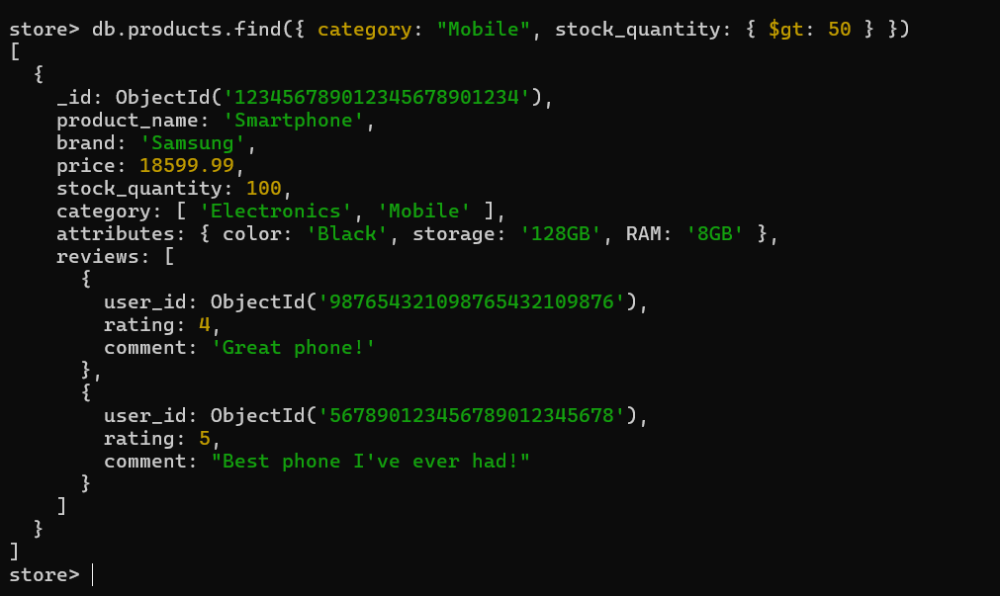 store> db.products.find({ category: "Mobile", stock_quantity: { $gt: 50 } })
[
  {
    _id: ObjectId('123456789012345678901234'),
    product_name: 'Smartphone',
    brand: 'Samsung',
    price: 18599.99,
    stock_quantity: 100,
    category: [ 'Electronics', 'Mobile' ],
    attributes: { color: 'Black', storage: '128GB', RAM: '8GB' },
    reviews: [
      {
        user_id: ObjectId('987654321098765432109876'),
        rating: 4,
        comment: 'Great phone!'
      },
      {
        user_id: ObjectId('567890123456789012345678'),
        rating: 5,
        comment: "Best phone I've ever had!"
      }
    ]
  }
]
store>